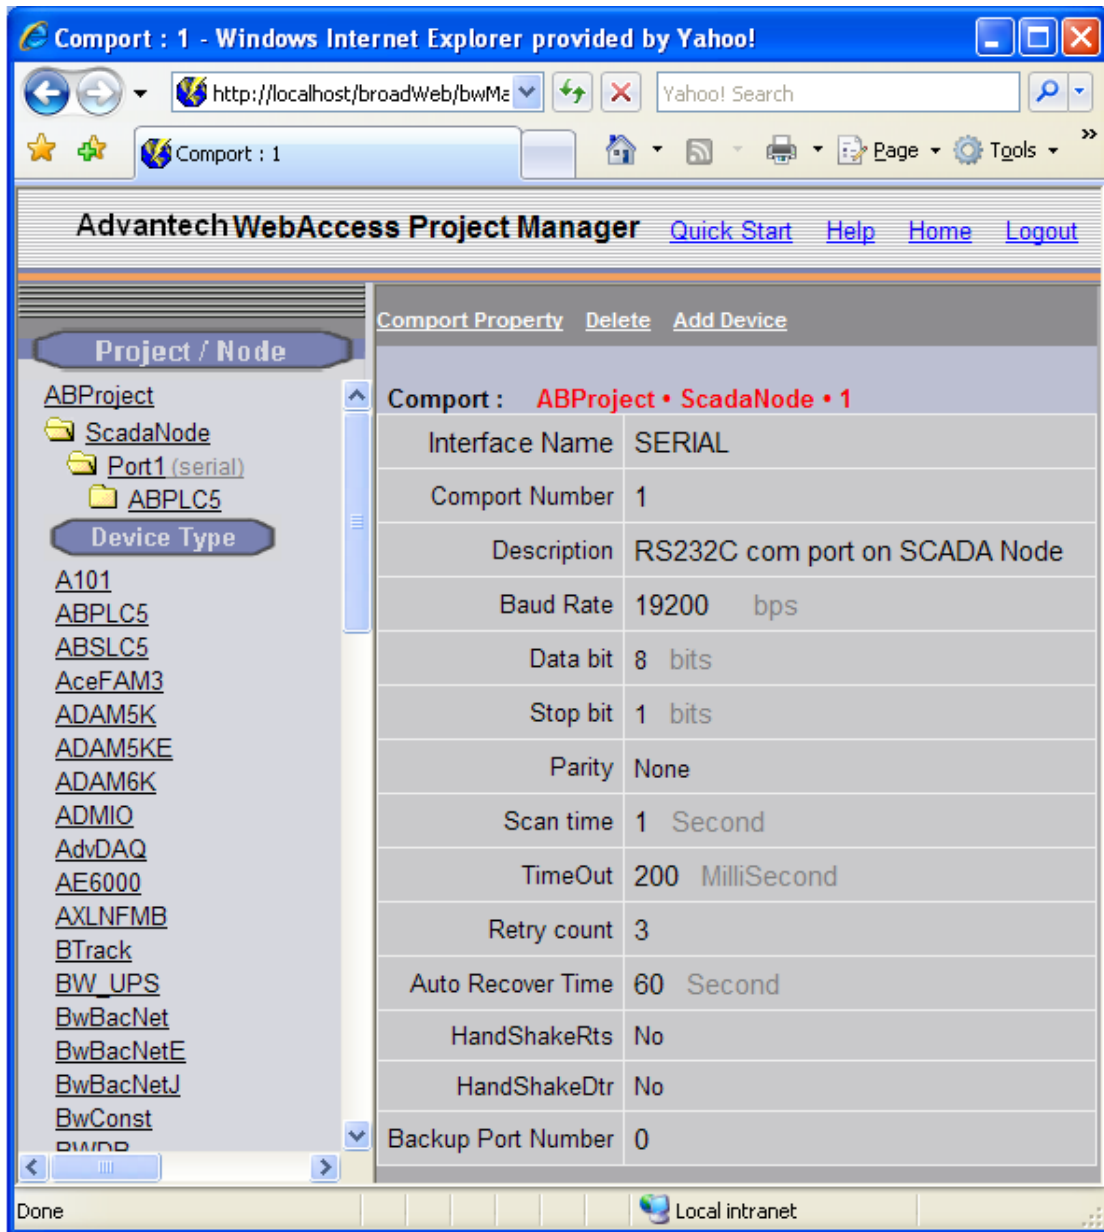 Comport : 1 - Windows Internet Explorer provided by Yahoo!
http://localhost/broadWeb/bwMa Yahoo! Search
Comport : 1 Page Tools »
Advantech WebAccess Project Manager Quick Start Help Home Logout
Comport Property Delete Add Device
Project / Node
ABProject
ScadaNode
Port1 (serial)
ABPLC5
Device Type
A101
ABPLC5
ABSLC5
AceFAM3
ADAM5K
ADAM5KE
ADAM6K
ADMIO
AdvDAQ
AE6000
AXLNFMB
BTrack
BW_UPS
BwBacNet
BwBacNetE
BwBacNetJ
BwConst
Comport : ABProject • ScadaNode • 1
Interface Name SERIAL
Comport Number 1
Description RS232C com port on SCADA Node
Baud Rate 19200 bps
Data bit 8 bits
Stop bit 1 bits
Parity None
Scan time 1 Second
TimeOut 200 MilliSecond
Retry count 3
Auto Recover Time 60 Second
HandShakeRts No
HandShakeDtr No
Backup Port Number 0
Done Local intranet